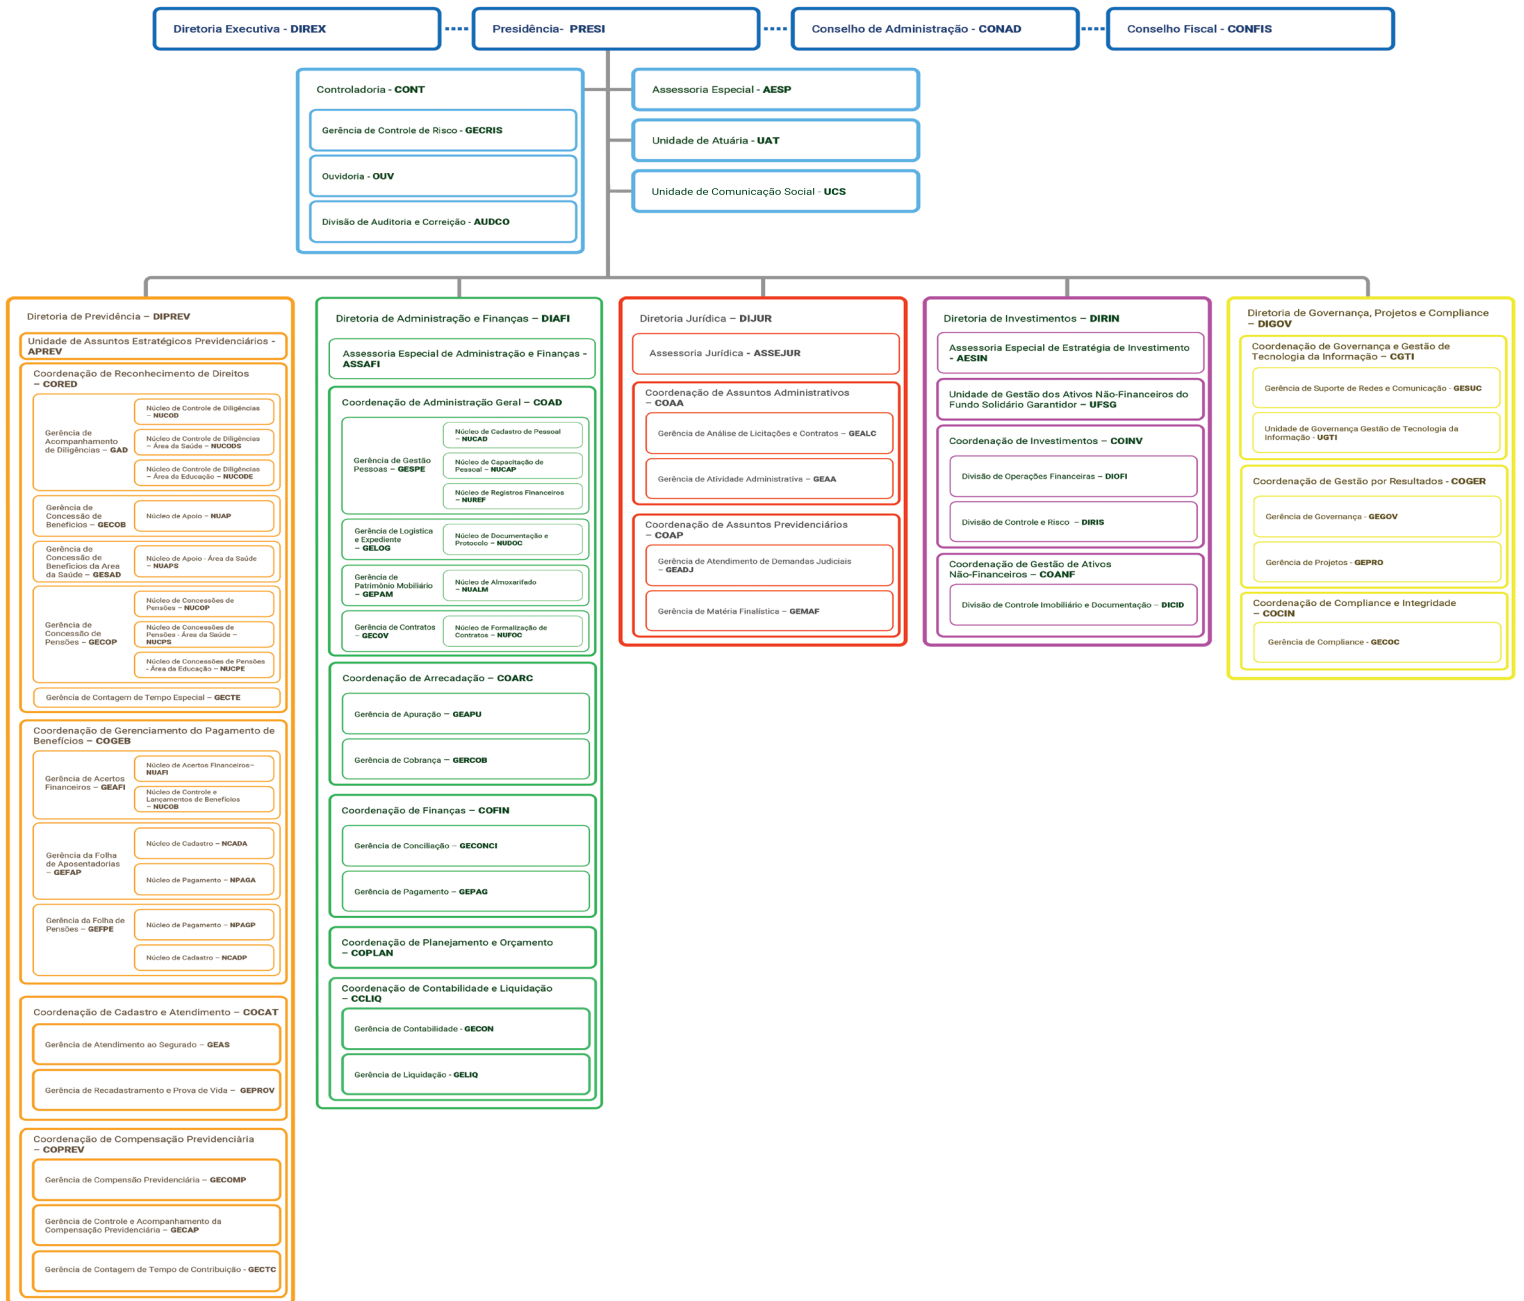 Diretoria Executiva - DIREX
Presidência- PRESI
Conselho de Administração - CONAD
Conselho Fiscal - CONFIS
Controladoria - CONT
Gerência de Controle de Risco - GECRIS
Ouvidoria - OUV
Divisão de Auditoria e Correição - AUDCO
Assessoria Especial - AESP
Unidade de Atuária - UAT
Unidade de Comunicação Social - UCS
Diretoria de Previdência – DIPREV
Unidade de Assuntos Estratégicos Previdenciários -
APREV
Coordenação de Reconhecimento de Direitos
– CORED
Gerência de
Acompanhamento
de Diligências – GAD
Núcleo de Controle de Diligências
– NUCOD
Núcleo de Controle de Diligências
– Área da Saúde – NUCODS
Núcleo de Controle de Diligências
– Área da Educação – NUCODE
Gerência de
Concessão de
Benefícios – GECOB
Núcleo de Apoio – NUAP
Gerência de
Concessão de
Benefícios da Area
da Saúde – GESAD
Núcleo de Apoio - Área da Saúde
– NUAPS
Gerência de
Concessão de
Pensões – GECOP
Núcleo de Concessões de
Pensões – NUCOP
Núcleo de Concessões de
Pensões - Área da Saúde –
NUCPS
Núcleo de Concessões de Pensões
- Área da Educação – NUCPE
Gerência de Contagem de Tempo Especial – GECTE
Coordenação de Gerenciamento do Pagamento de
Benefícios – COGEB
Gerência de Acertos
Financeiros – GEAFI
Núcleo de Acertos Financeiros–
NUAFI
Núcleo de Controle e
Lançamentos de Benefícios
– NUCOB
Gerência da Folha
de Aposentadorias
– GEFAP
Núcleo de Cadastro – NCADA
Núcleo de Pagamento – NPAGA
Gerência da Folha de
Pensões – GEFPE
Núcleo de Pagamento – NPAGP
Núcleo de Cadastro – NCADP
Coordenação de Cadastro e Atendimento – COCAT
Gerência de Atendimento ao Segurado – GEAS
Gerência de Recadastramento e Prova de Vida – GEPROV
Coordenação de Compensação Previdenciária
– COPREV
Gerência de Compensão Previdenciária – GECOMP
Gerência de Controle e Acompanhamento da
Compensação Previdenciária – GECAP
Gerência de Contagem de Tempo de Contribuição - GECTC
Diretoria de Administração e Finanças – DIAFI
Assessoria Especial de Administração e Finanças -
ASSAFI
Coordenação de Administração Geral – COAD
Gerência de Gestão
Pessoas – GESPE
Núcleo de Cadastro de Pessoal
– NUCAD
Núcleo de Capacitação de
Pessoal – NUCAP
Núcleo de Registros Financeiros
– NUREF
Gerência de Logistica
e Expediente
– GELOG
Núcleo de Documentação e
Protocolo – NUDOC
Gerência de
Patrimônio Mobiliário
– GEPAM
Núcleo de Almoxarifado
– NUALM
Gerência de Contratos
– GECOV
Núcleo de Formalização de
Contratos – NUFOC
Coordenação de Arrecadação – COARC
Gerência de Apuração – GEAPU
Gerência de Cobrança – GERCOB
Coordenação de Finanças – COFIN
Gerência de Conciliação – GECONCI
Gerência de Pagamento – GEPAG
Coordenação de Planejamento e Orçamento
– COPLAN
Coordenação de Contabilidade e Liquidação
– CCLIQ
Gerência de Contabilidade - GECON
Gerência de Liquidação – GELIQ
Diretoria Jurídica – DIJUR
Assessoria Jurídica - ASSEJUR
Coordenação de Assuntos Administrativos
– COAA
Gerência de Análise de Licitações e Contratos – GEALC
Gerência de Atividade Administrativa – GEAA
Coordenação de Assuntos Previdenciários
– COAP
Gerência de Atendimento de Demandas Judiciais
– GEADJ
Gerência de Matéria Finalística – GEMAF
Diretoria de Investimentos – DIRIN
Assessoria Especial de Estratégia de Investimento
- AESIN
Unidade de Gestão dos Ativos Não-Financeiros do
Fundo Solidário Garantidor – UFSG
Coordenação de Investimentos – COINV
Divisão de Operações Financeiras – DIOFI
Divisão de Controle e Risco – DIRIS
Coordenação de Gestão de Ativos
Não-Financeiros – COANF
Divisão de Controle Imobiliário e Documentação – DICID
Diretoria de Governança, Projetos e Compliance
– DIGOV
Coordenação de Governança e Gestão de
Tecnologia da Informação – CGTI
Gerência de Suporte de Redes e Comunicação - GESUC
Unidade de Governança Gestão de Tecnologia da
Informação - UGTI
Coordenação de Gestão por Resultados - COGER
Gerência de Governança - GEGOV
Gerência de Projetos - GEPRO
Coordenação de Compliance e Integridade
– COCIN
Gerência de Compliance - GECOC